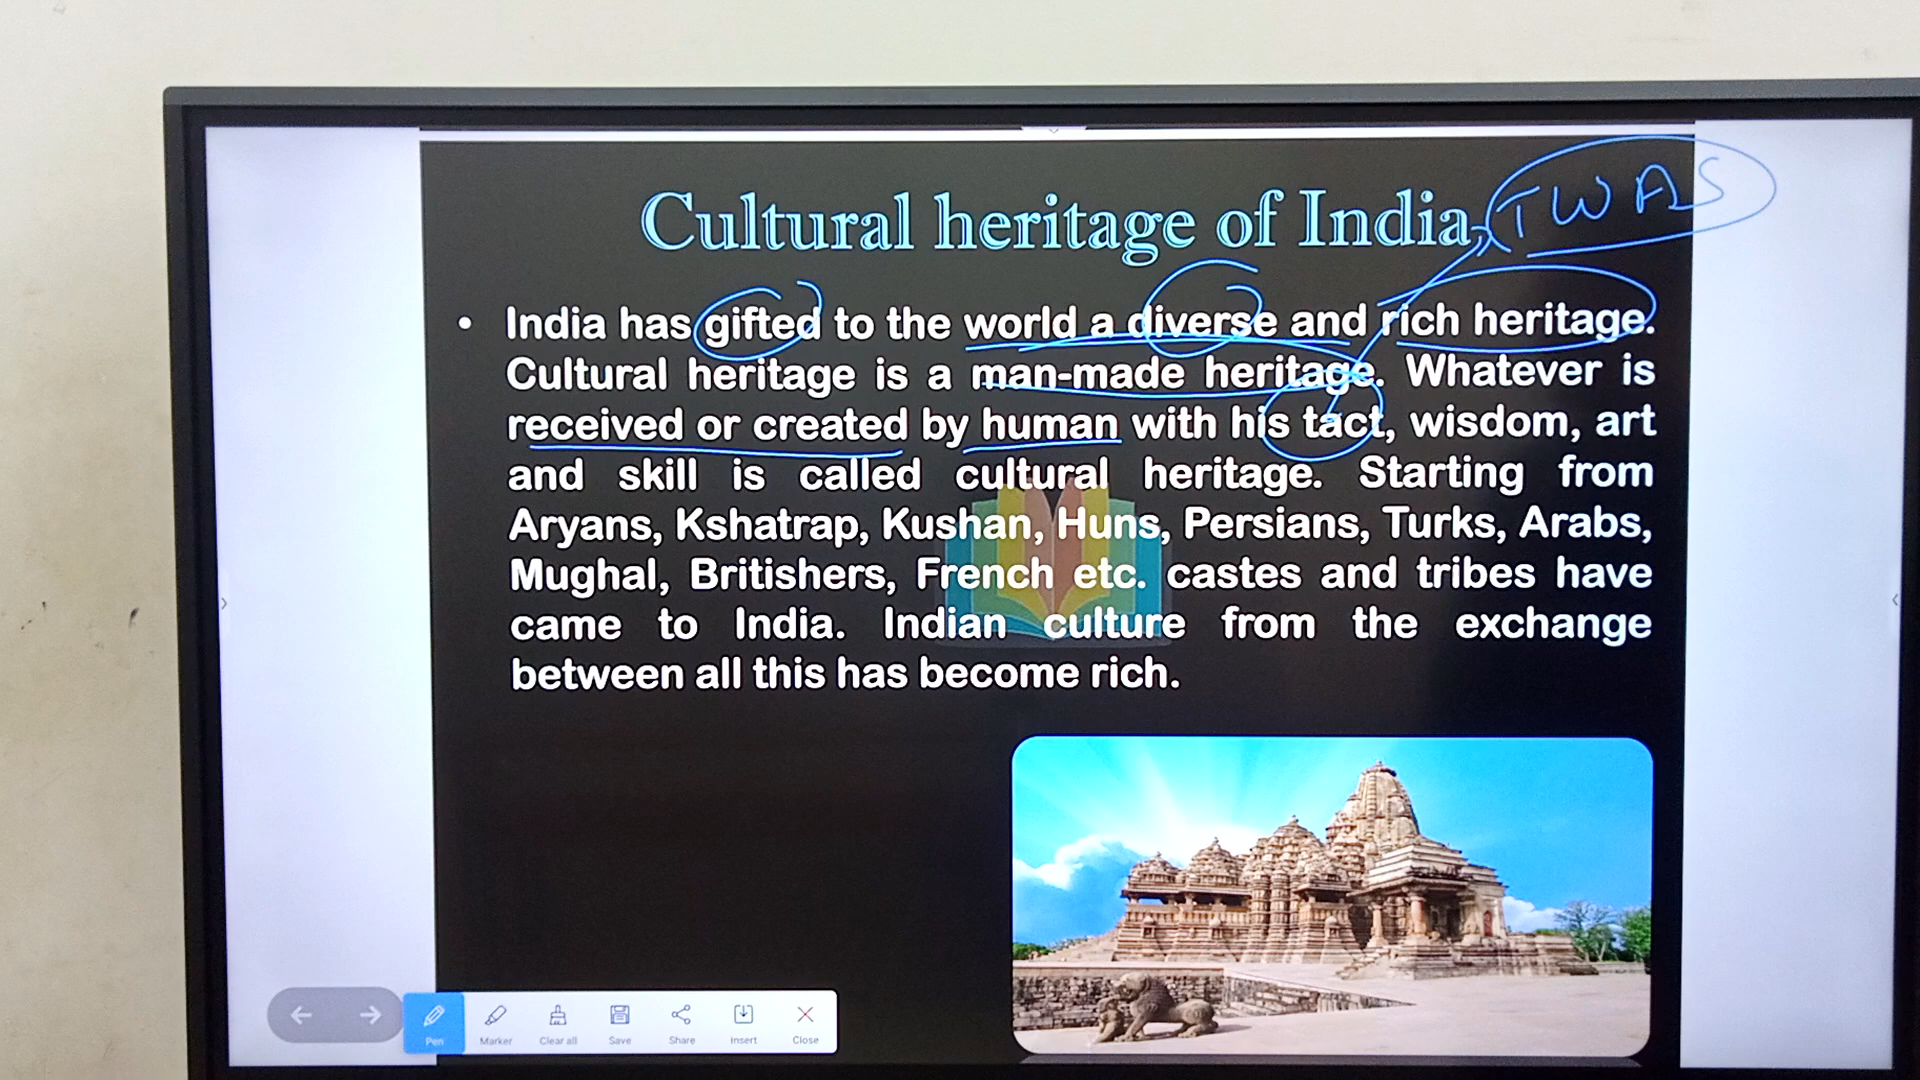 Cultural heritage of India
TWAS
• India has gifted to the world a diverse and rich heritage.
Cultural heritage is a man-made heritage. Whatever is
received or created by human with his tact, wisdom, art
and skill is called cultural heritage. Starting from
Aryans, Kshatrap, Kushan, Huns, Persians, Turks, Arabs,
Mughal, Britishers, French etc. castes and tribes have
came to India. Indian culture from the exchange
between all this has become rich.
Pen Marker Clear all Save Share Insert Close